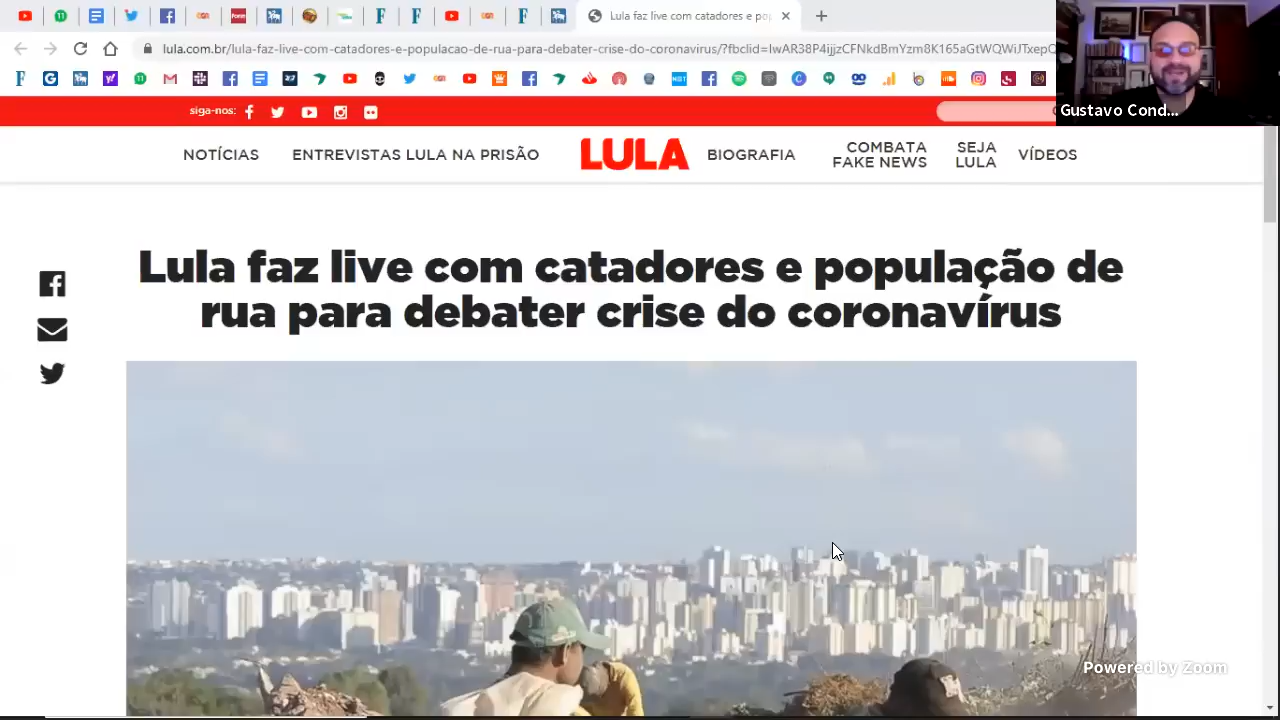 Lula faz live com catadores e po
lula.com.br/lula-faz-live-com-catadores-e-populacao-de-rua-para-debater-crise-do-coronavirus/?fbclid=IwAR38P4ijjzCFNkdBmYzm8K165aGtWQWiJTxepQ
Gustavo Cond...
siga-nos:
NOTÍCIAS
ENTREVISTAS LULA NA PRISÃO
LULA
BIOGRAFIA
COMBATA
FAKE NEWS
SEJA
LULA
VÍDEOS
Lula faz live com catadores e população de
rua para debater crise do coronavírus
Powered by Zoom